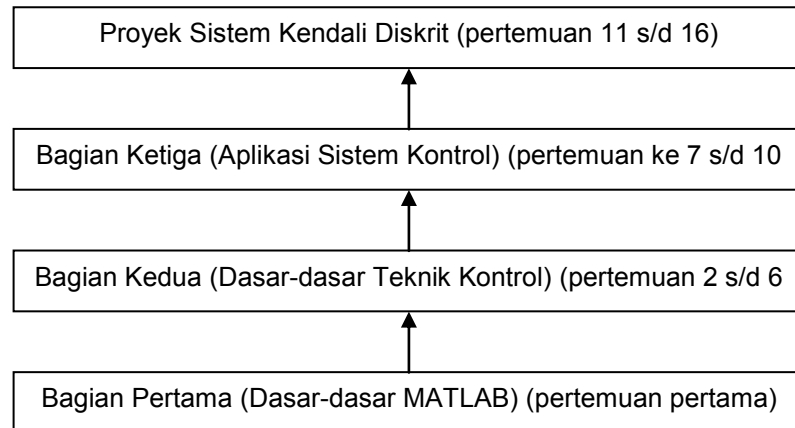 Proyek Sistem Kendali Diskrit (pertemuan 11 s/d 16)
Bagian Ketiga (Aplikasi Sistem Kontrol) (pertemuan ke 7 s/d 10
Bagian Kedua (Dasar-dasar Teknik Kontrol) (pertemuan 2 s/d 6
Bagian Pertama (Dasar-dasar MATLAB) (pertemuan pertama)